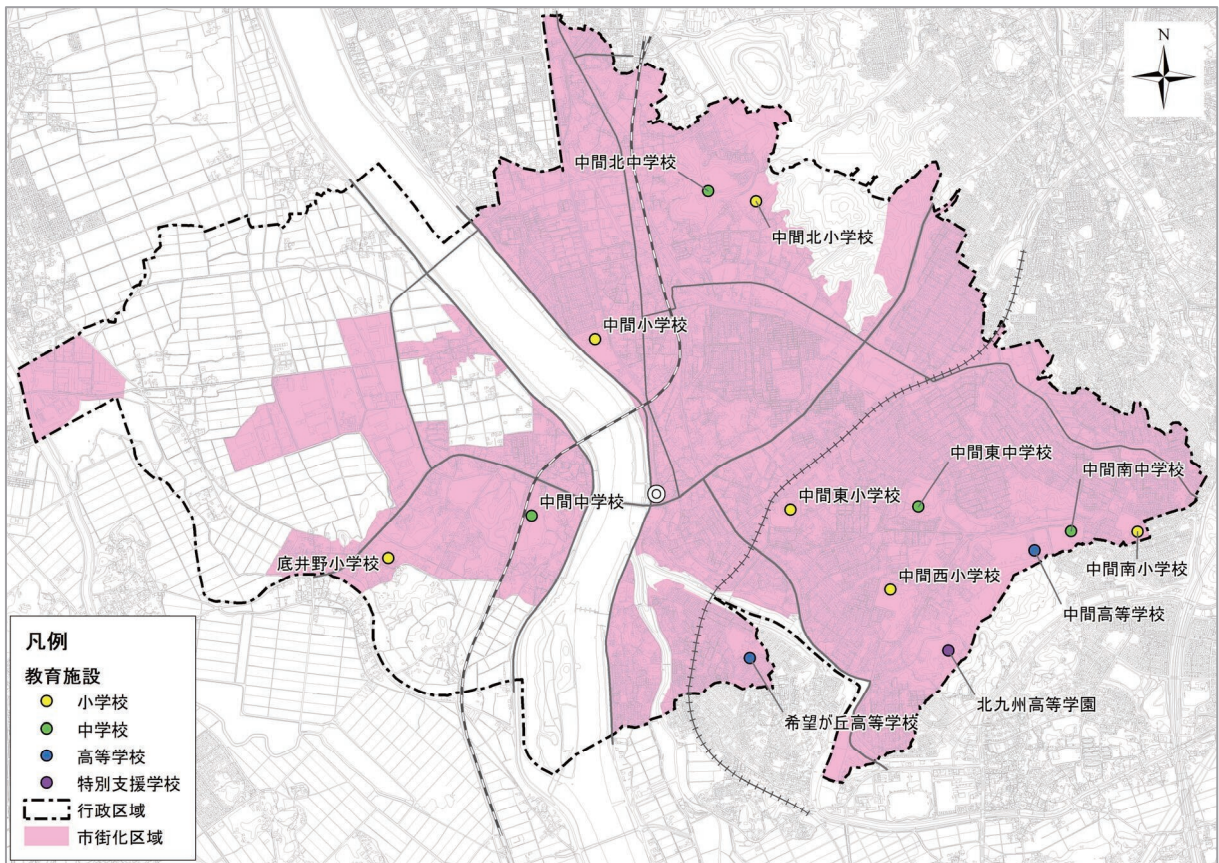 N
中間北中学校
中間北小学校
中間小学校
中間東中学校
中間南中学校
中間東小学校
中間中学校
底井野小学校
中間西小学校
中間南小学校
中間高等学校
北九州高等学園
希望が丘高等学校
凡例
教育施設
小学校
中学校
高等学校
特別支援学校
行政区域
市街化区域